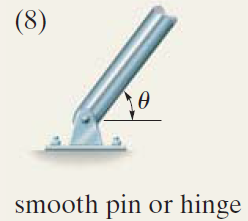 (8)
θ
smooth pin or hinge